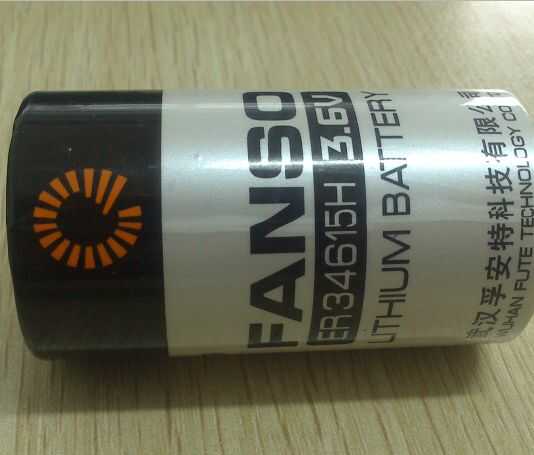 FANSO
ER34615H 3.6V
LITHIUM BATTERY
武汉孚安特科技有限公
WUHAN FUTE TECHNOLOGY CO